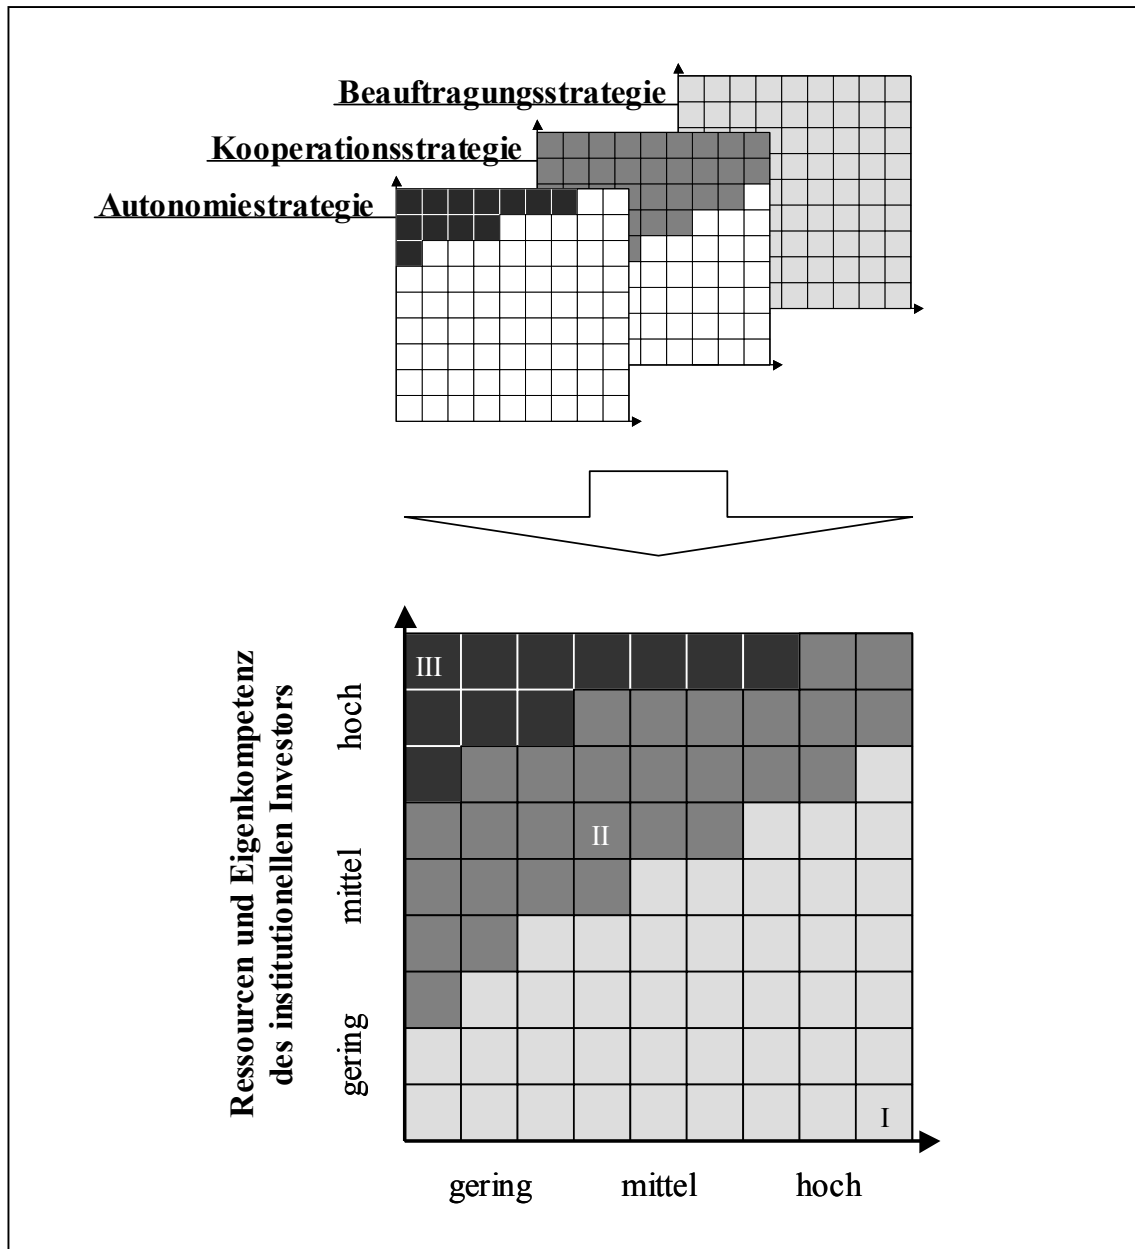 Beauftragungsstrategie
Kooperationsstrategie
Autonomiestrategie
Ressourcen und Eigenkompetenz
des institutionellen Investors
hoch
mittel
gering
III
II
I
gering mittel hoch